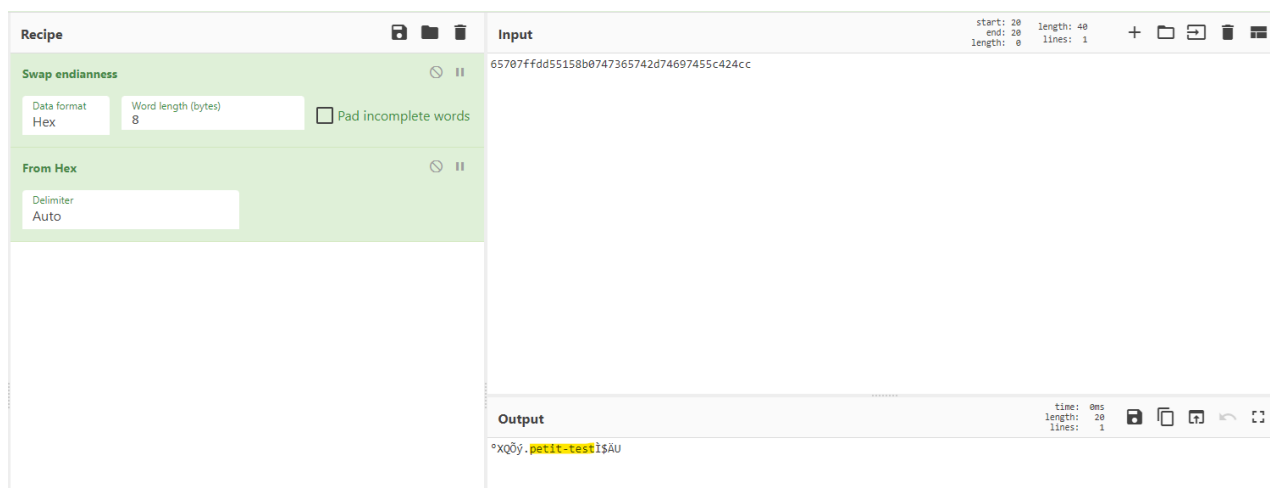 Recipe
Input
start: 20
end: 20
length: 0
length: 40
lines: 1
Swap endianness
Data format
Hex
Word length (bytes)
8
Pad incomplete words
From Hex
Delimiter
Auto
65707ffdd55158b0747365742d74697455c424cc
Output
time: 0ms
length: 20
lines: 1
°XQÕý.petit-testÌ$ÄU